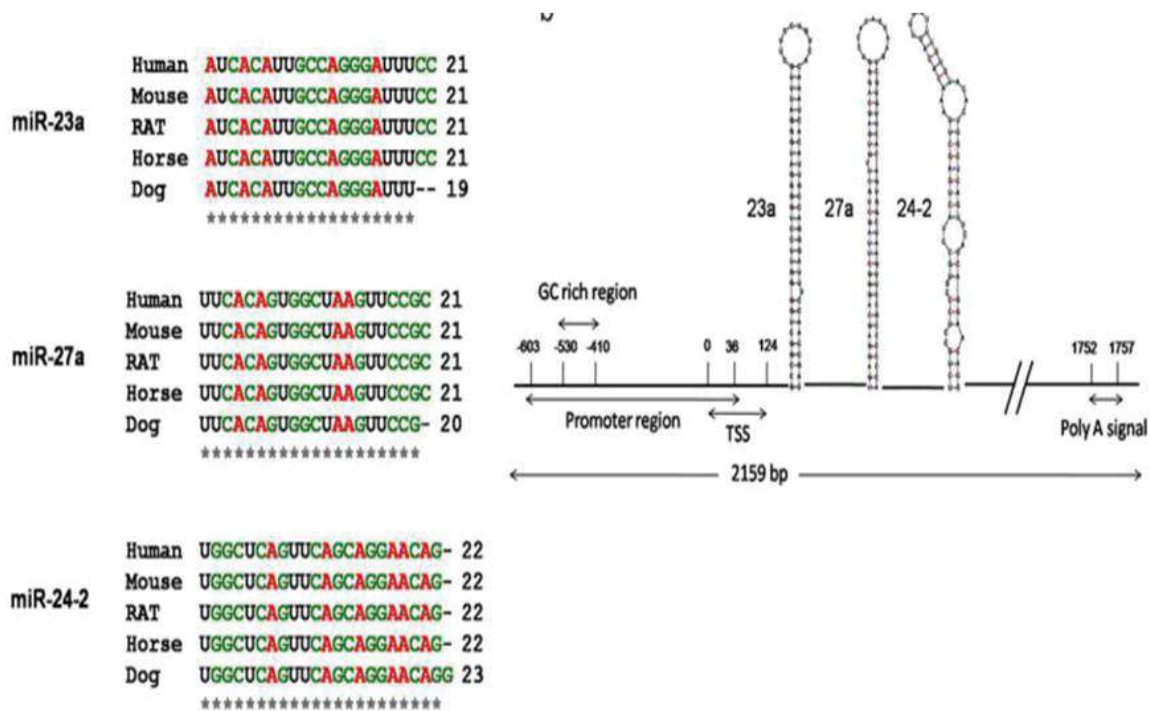 Human AUCACAUUGCCAGGGAUUUCC 21
Mouse AUCACAUUGCCAGGGAUUUCC 21
miR-23a
RAT AUCACAUUGCCAGGGAUUUCC 21
Horse AUCACAUUGCCAGGGAUUUCC 21
Dog AUCACAUUGCCAGGGAUUU-- 19
*******************
Human UUCACAGUGGCUAAGUUCCGC 21
Mouse UUCACAGUGGCUAAGUUCCGC 21
miR-27a
RAT UUCACAGUGGCUAAGUUCCGC 21
Horse UUCACAGUGGCUAAGUUCCGC 21
Dog UUCACAGUGGCUAAGUUCCG- 20
********************
Human UGGCUCAGUUCAGCAGGAACAG- 22
Mouse UGGCUCAGUUCAGCAGGAACAG- 22
miR-24-2
RAT UGGCUCAGUUCAGCAGGAACAG- 22
Horse UGGCUCAGUUCAGCAGGAACAG- 22
Dog UGGCUCAGUUCAGCAGGAACAGG 23
**********************
23a 27a 24-2
GC rich region
-603 -530 -410 0 36 124 1752 1757
Promoter region TSS Poly A signal
2159 bp